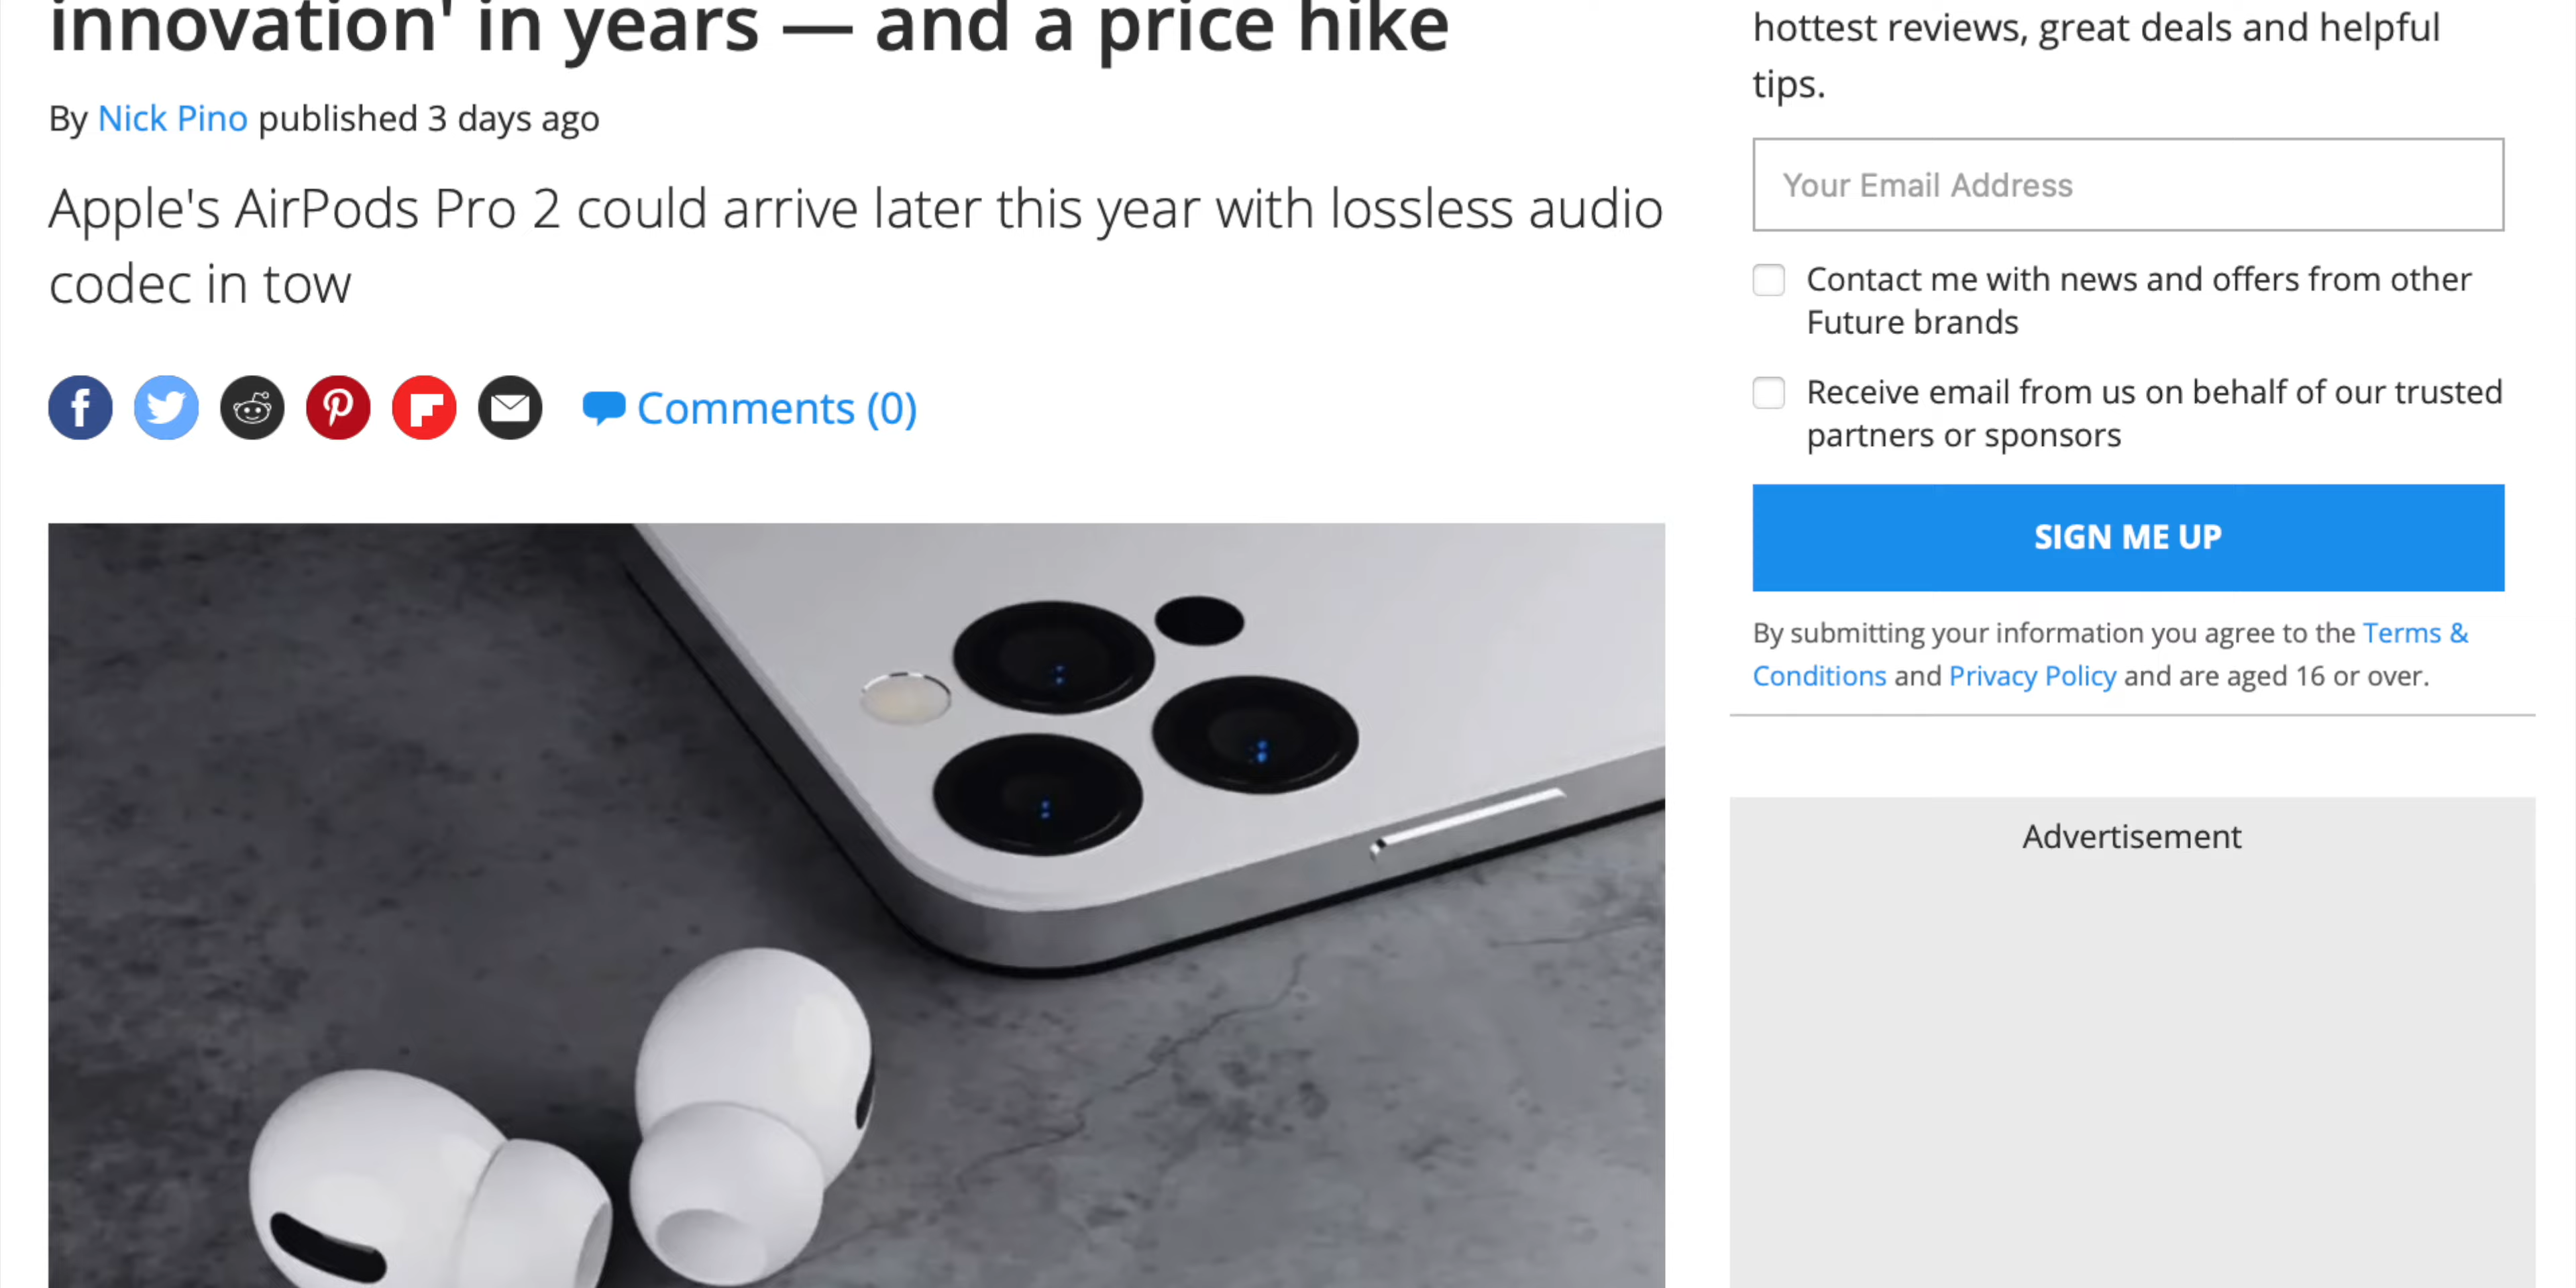 innovation' in years — and a price hike
By Nick Pino published 3 days ago
Apple's AirPods Pro 2 could arrive later this year with lossless audio
codec in tow
Comments (0)
hottest reviews, great deals and helpful
tips.
Your Email Address
Contact me with news and offers from other
Future brands
Receive email from us on behalf of our trusted
partners or sponsors
SIGN ME UP
By submitting your information you agree to the Terms &
Conditions and Privacy Policy and are aged 16 or over.
Advertisement